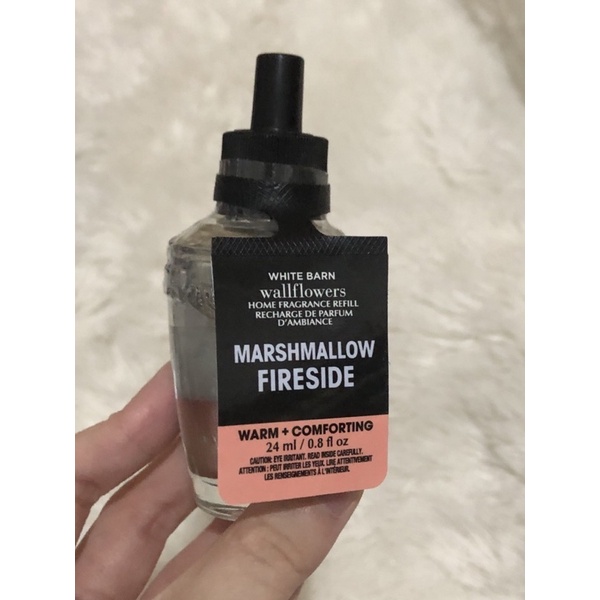 WHITE BARN
wallflowers
HOME FRAGRANCE REFILL
RECHARGE DE PARFUM
D'AMBIANCE
MARSHMALLOW
FIRESIDE
WARM + COMFORTING
24 ml / 0.8 fl oz
CAUTION: EYE IRRITANT. READ INSIDE CAREFULLY.
ATTENTION : PEUT IRRITER LES YEUX. LIRE ATTENTIVEMENT
LES RENSEIGNEMENTS À L'INTÉRIEUR.